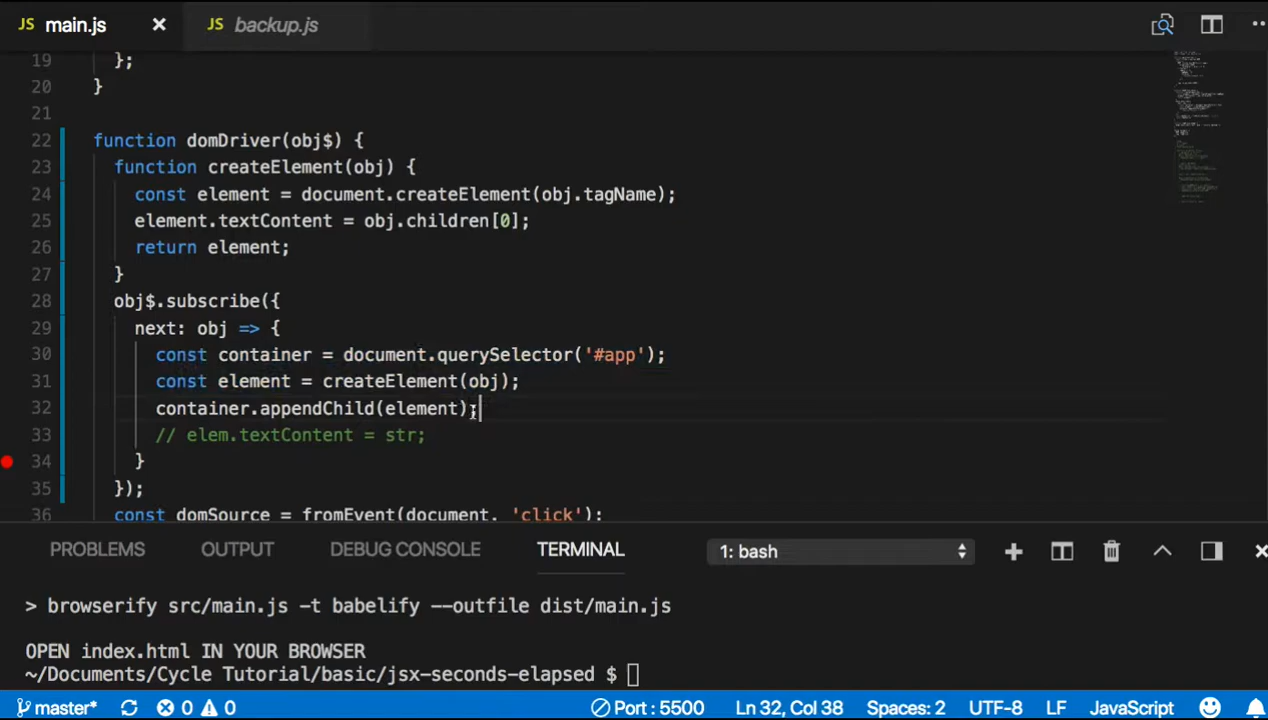 JS main.js × JS backup.js
19 };
20 }
21
22 function domDriver(obj$) {
23 function createElement(obj) {
24 const element = document.createElement(obj.tagName);
25 element.textContent = obj.children[0];
26 return element;
27 }
28 obj$.subscribe({
29 next: obj => {
30 const container = document.querySelector('#app');
31 const element = createElement(obj);
32 container.appendChild(element);
33 // elem.textContent = str;
34 }
35 });
36 const domSource = fromEvent(document, 'click');
PROBLEMS OUTPUT DEBUG CONSOLE TERMINAL 1: bash
> browserify src/main.js -t babelify --outfile dist/main.js
OPEN index.html IN YOUR BROWSER
~/Documents/Cycle Tutorial/basic/jsx-seconds-elapsed $
master* 0 0 Port : 5500 Ln 32, Col 38 Spaces: 2 UTF-8 LF JavaScript